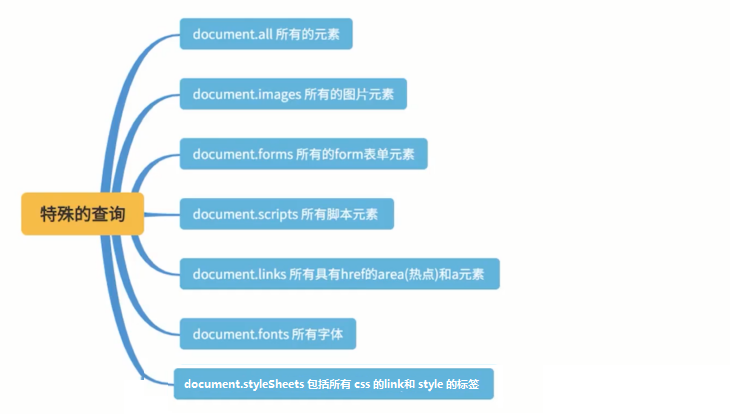 特殊的查询
document.all 所有的元素
document.images 所有的图片元素
document.forms 所有的form表单元素
document.scripts 所有脚本元素
document.links 所有具有href的area(热点)和a元素
document.fonts 所有字体
document.styleSheets 包括所有 css 的link和 style 的标签